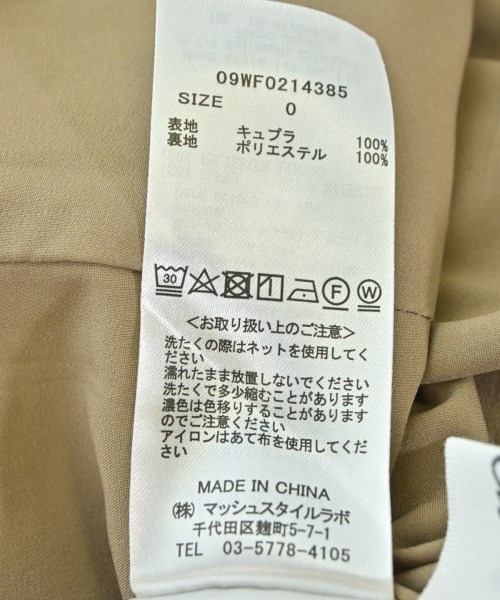 09WF0214385
SIZE 0
表地 キュプラ 100%
裏地 ポリエステル 100%
30 F W
<お取り扱い上のご注意>
洗たくの際はネットを使用してく
ださい
濡れたまま放置しないでください
洗たくで多少縮むことがあります
濃色は色移りすることがあります
のでご注意ください
アイロンはあて布を使用してくだ
さい
MADE IN CHINA
(株) マッシュスタイルラボ
千代田区麹町5-7-1
TEL 03-5778-4105